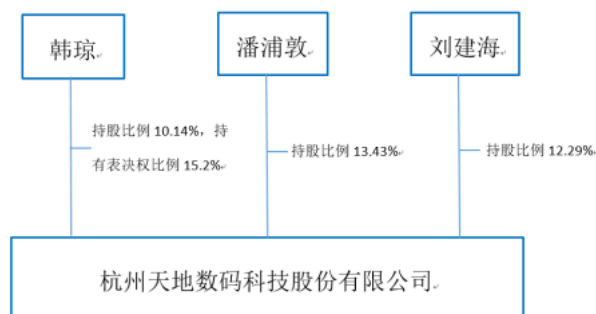 韩琼
潘浦敦
刘建海
持股比例 10.14%，持
有表决权比例 15.2%
持股比例 13.43%
持股比例 12.29%
杭州天地数码科技股份有限公司